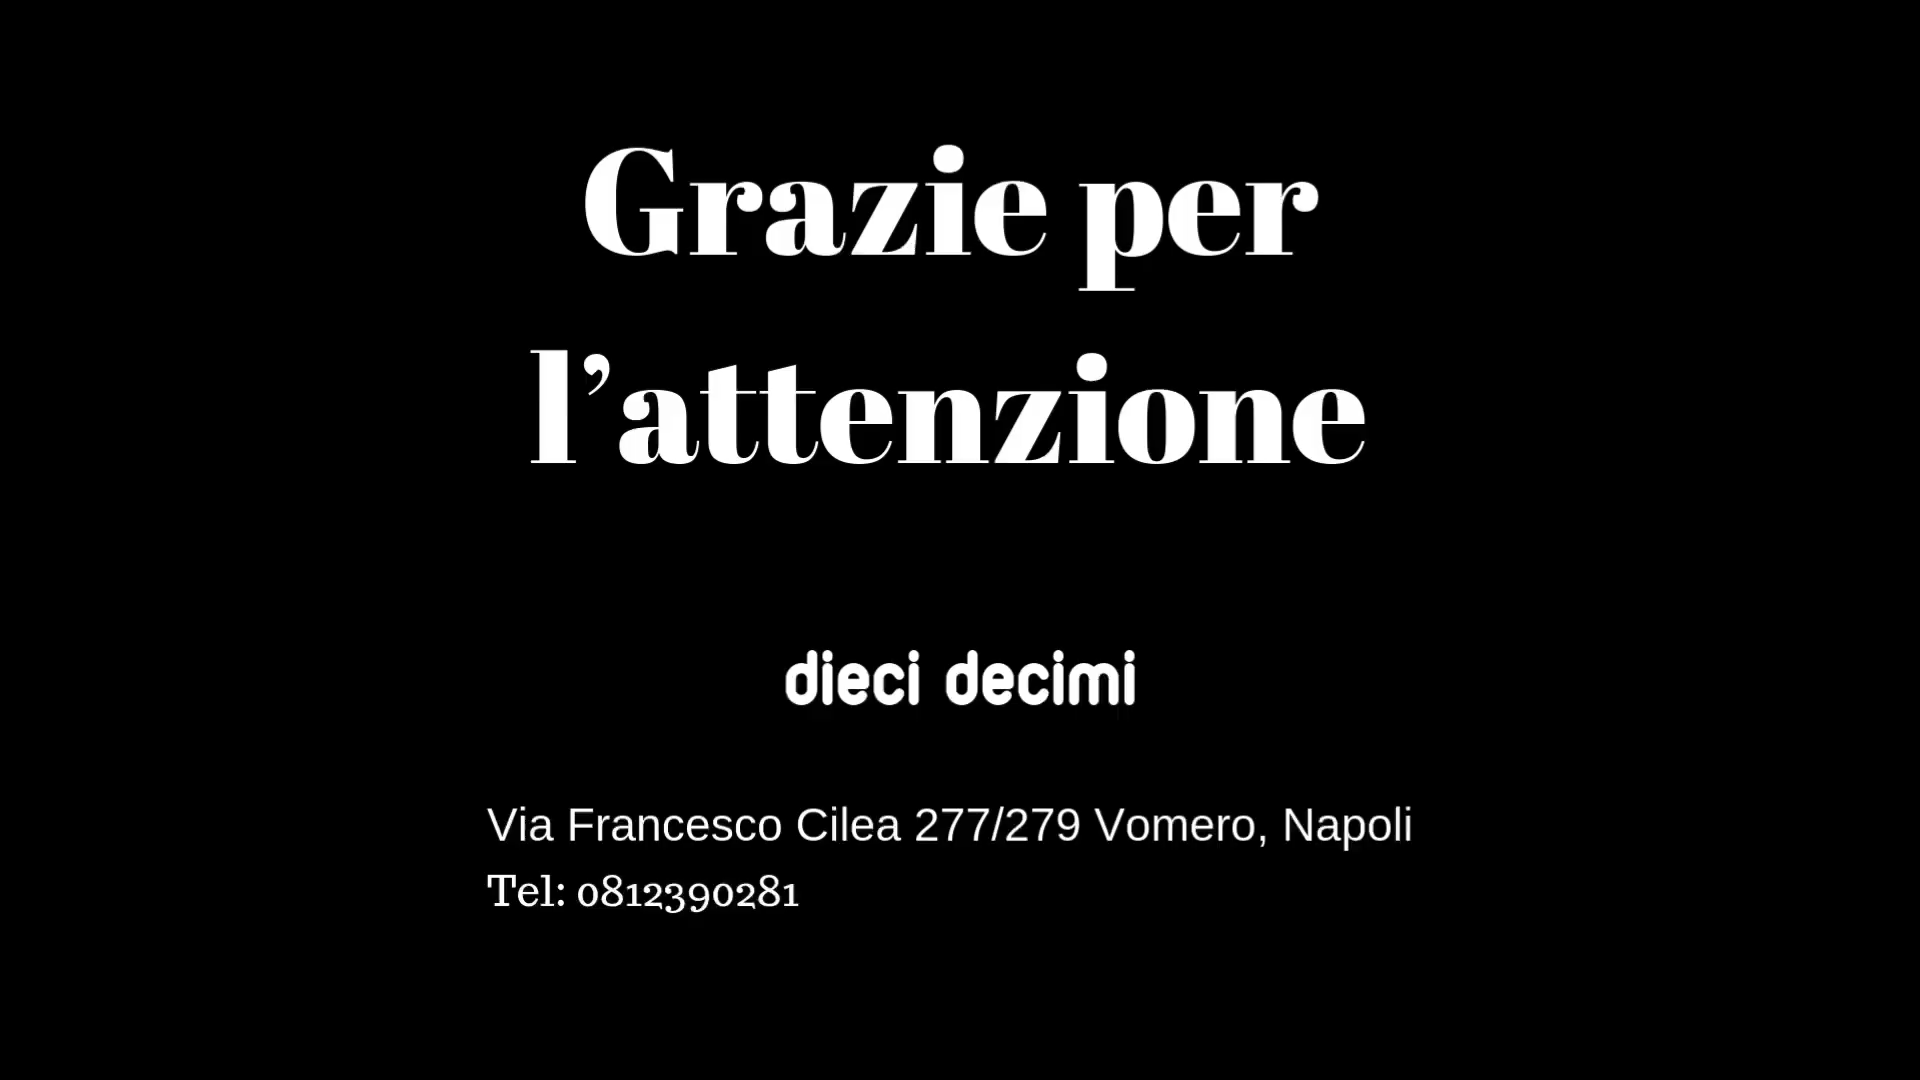 Grazie per
l’attenzione
dieci decimi
Via Francesco Cilea 277/279 Vomero, Napoli
Tel: 0812390281